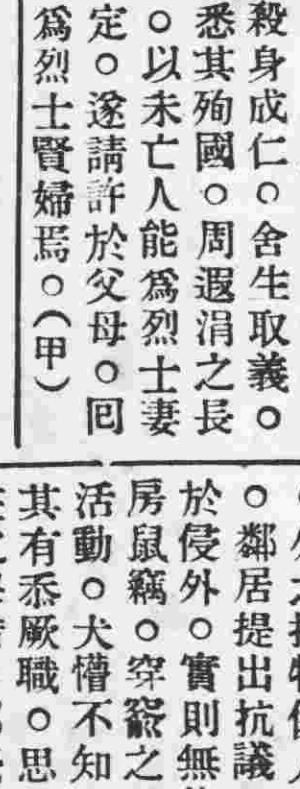 殺身成仁。舍生取義。
悉其殉國。周遐涓之長
。以未亡人能爲烈士妻
定。遂請許於父母。囘
爲烈士賢婦焉。(甲)
。鄰居提出抗議
於侵外。實則無
房鼠竊。穿窬之
活動。犬懵不知
其有忝厥職。思